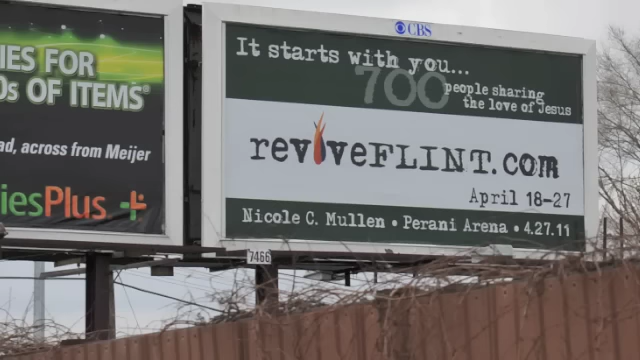 IES FOR
0s OF ITEMS®
ad, across from Meijer
iesPlus
CBS
It starts with you...
700 people sharing
the love of Jesus
reviveFLINT.com
April 18-27
Nicole C. Mullen • Perani Arena • 4.27.11
7466